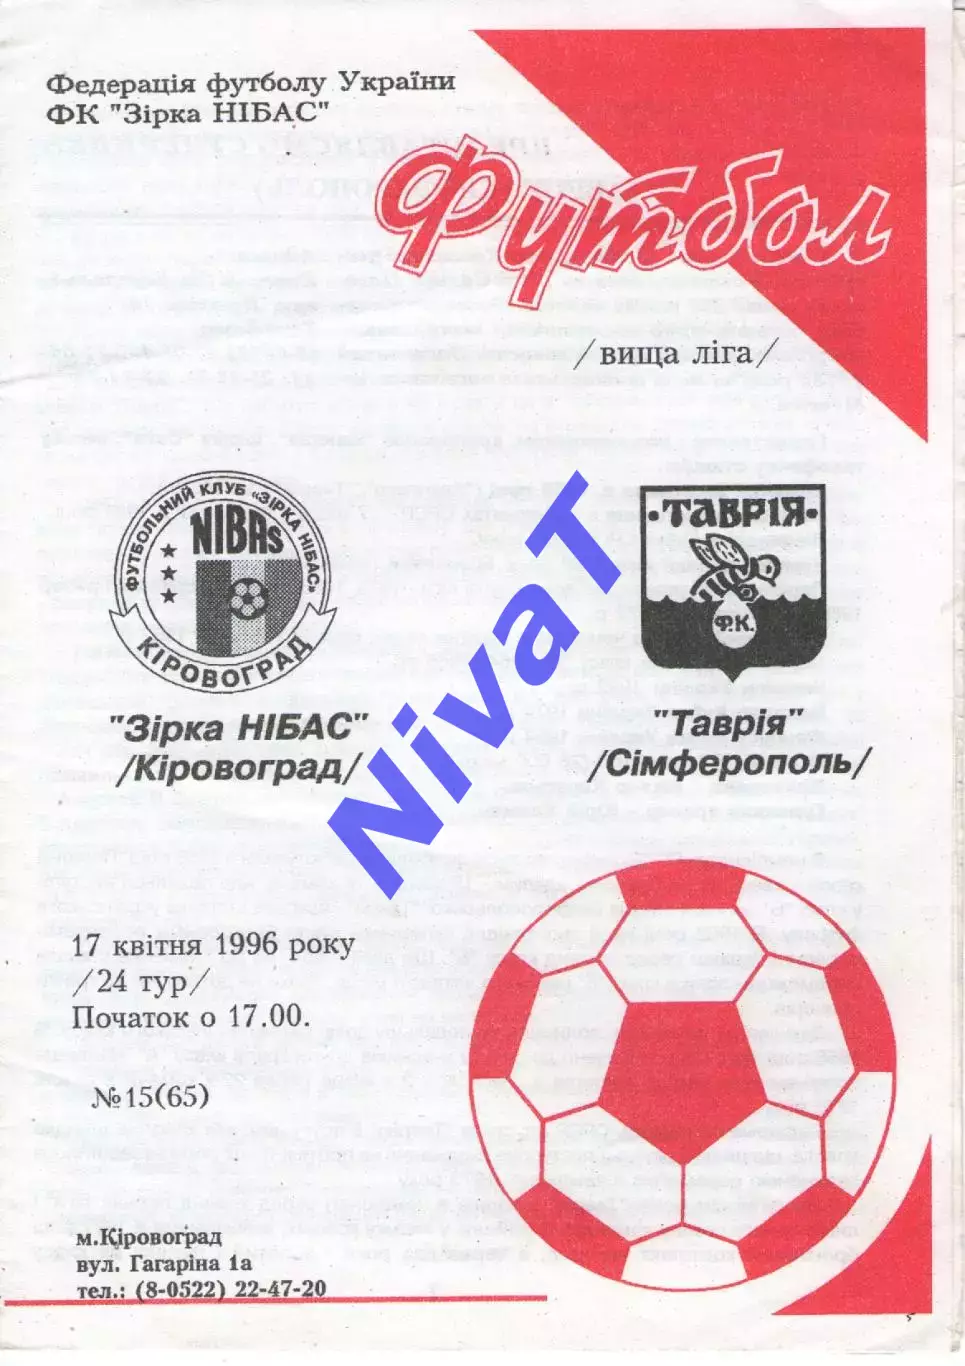 Федерація футболу України
ФК "Зірка НІБАС"
Футбол
/вища ліга/
ФУТБОЛЬНИЙ КЛУБ «ЗІРКА НІБАС»
NIBAs
КІРОВОГРАД
·ТАВРІЯ·
Ф.К.
"Зірка НІБАС"
/Кіровоград/
"Таврія"
/Сімферополь/
NivaT
17 квітня 1996 року
/24 тур/
Початок о 17.00.
№15(65)
м.Кіровоград
вул. Гагаріна 1а
тел.: (8-0522) 22-47-20